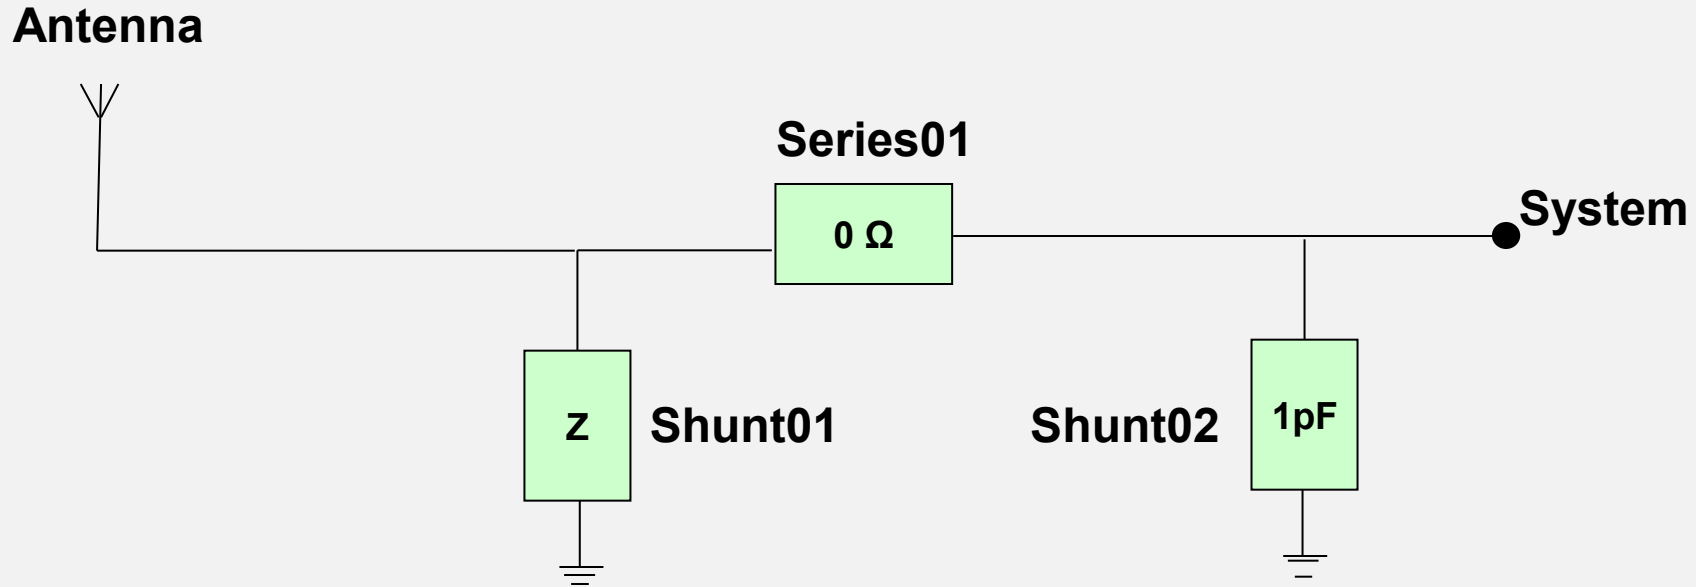 Antenna
Series01
0 Ω
System
Z
Shunt01
Shunt02
1pF